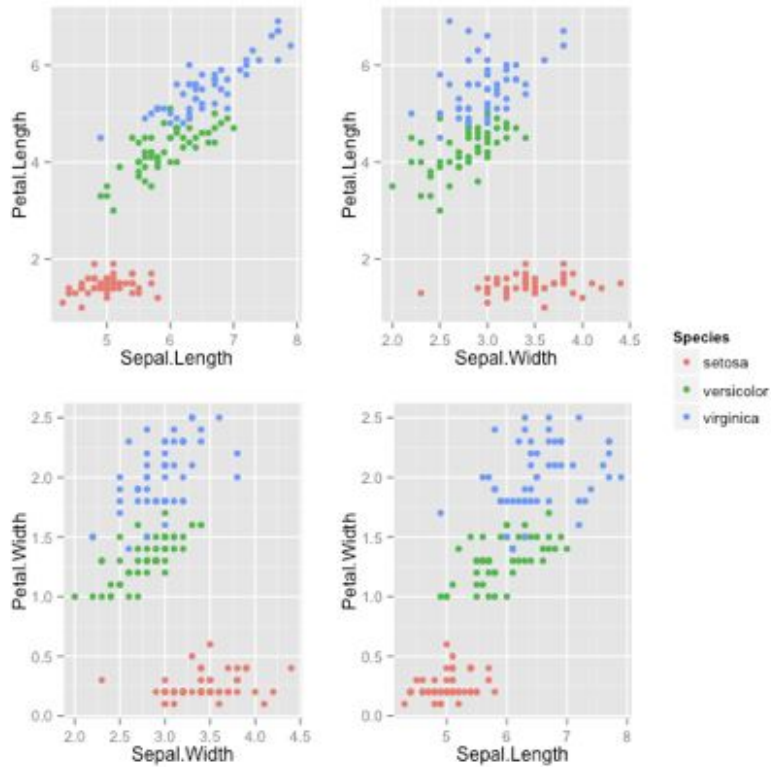 Petal.Length
6
4
2
5 6 7 8
Sepal.Length
Petal.Length
6
4
2
2.0 2.5 3.0 3.5 4.0 4.5
Sepal.Width
Species
setosa
versicolor
virginica
Petal.Width
2.5
2.0
1.5
1.0
0.5
0.0
2.0 2.5 3.0 3.5 4.0 4.5
Sepal.Width
Petal.Width
2.5
2.0
1.5
1.0
0.5
0.0
5 6 7 8
Sepal.Length